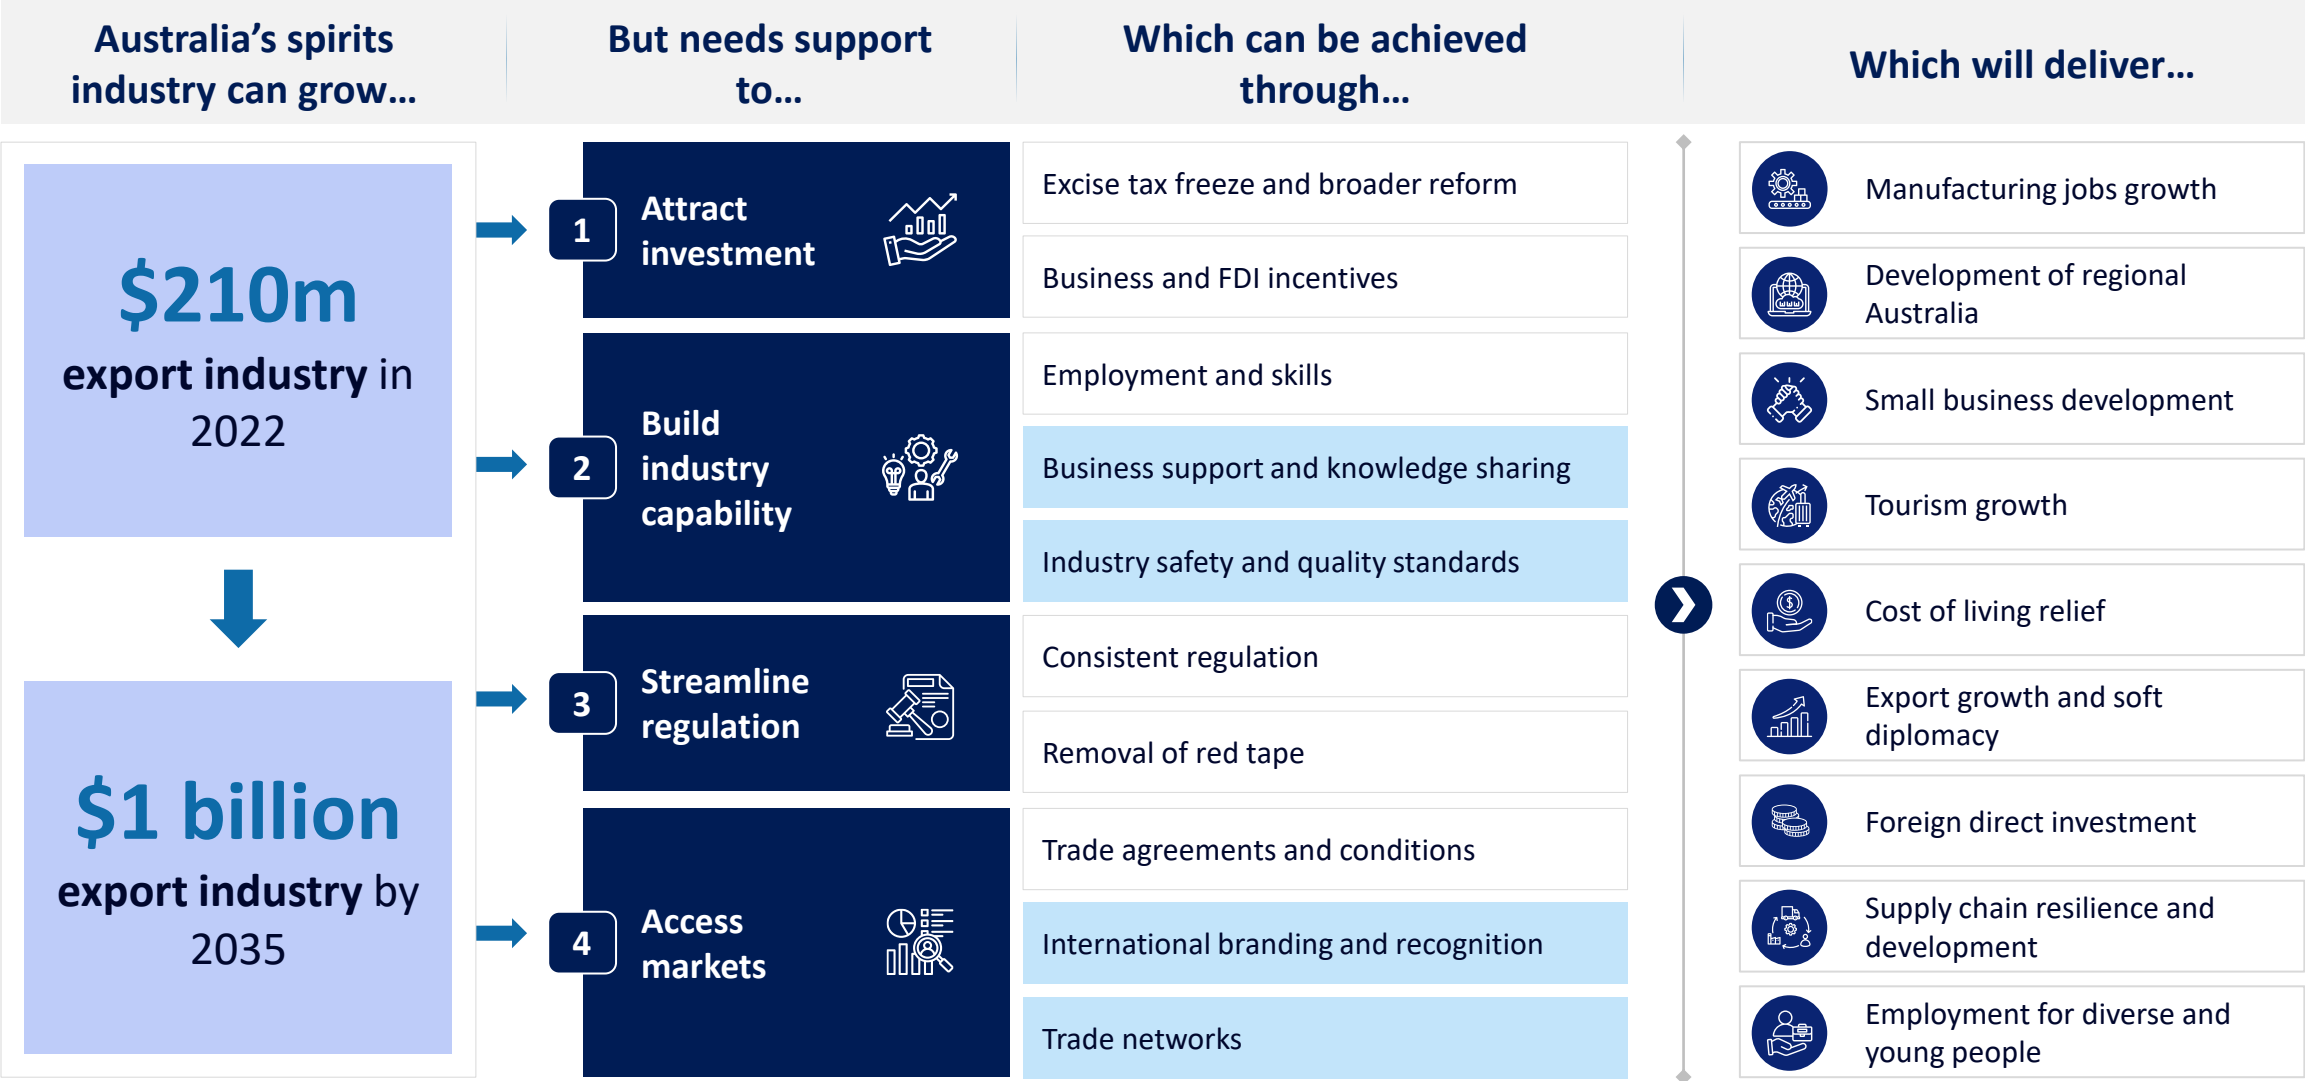 Australia’s spirits
industry can grow...
But needs support
to...
Which can be achieved
through...
Which will deliver...
$210m
export industry in
2022
$1 billion
export industry by
2035
1
Attract
investment
Excise tax freeze and broader reform
Business and FDI incentives
2
Build
industry
capability
Employment and skills
Business support and knowledge sharing
Industry safety and quality standards
3
Streamline
regulation
Consistent regulation
Removal of red tape
4
Access
markets
Trade agreements and conditions
International branding and recognition
Trade networks
Manufacturing jobs growth
Development of regional
Australia
Small business development
Tourism growth
Cost of living relief
Export growth and soft
diplomacy
Foreign direct investment
Supply chain resilience and
development
Employment for diverse and
young people